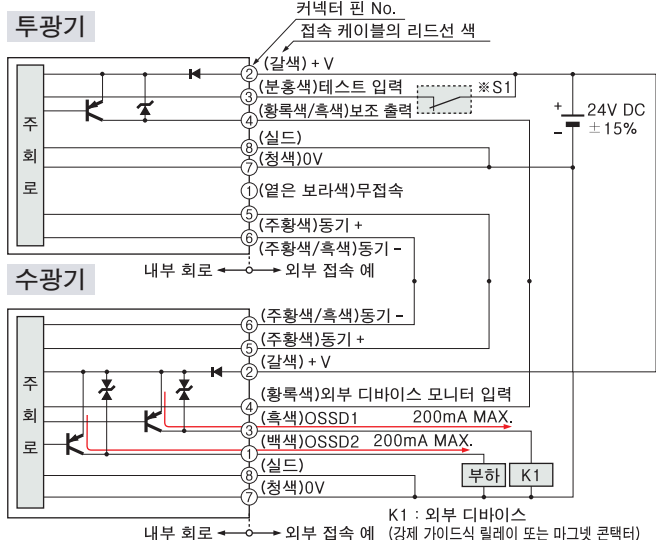 커넥터 핀 No.
투광기
접속 케이블의 리드선 색
② (갈색) + V
③ (분홍색)테스트 입력
※S1
④ (황록색/흑색)보조 출력
+
24V DC
±15%
−
주회로
⑧ (실드)
⑦ (청색)0V
① (옅은 보라색)무접속
⑤ (주황색)동기 +
⑥ (주황색/흑색)동기 −
내부 회로
외부 접속 예
수광기
⑥ (주황색/흑색)동기 −
⑤ (주황색)동기 +
② (갈색) + V
주회로
④ (황록색)외부 디바이스 모니터 입력
③ (흑색)OSSD1 200mA MAX.
① (백색)OSSD2 200mA MAX.
⑧ (실드)
부하
K1
⑦ (청색)0V
K1 : 외부 디바이스
내부 회로
외부 접속 예
(강제 가이드식 릴레이 또는 마그넷 콘택터)